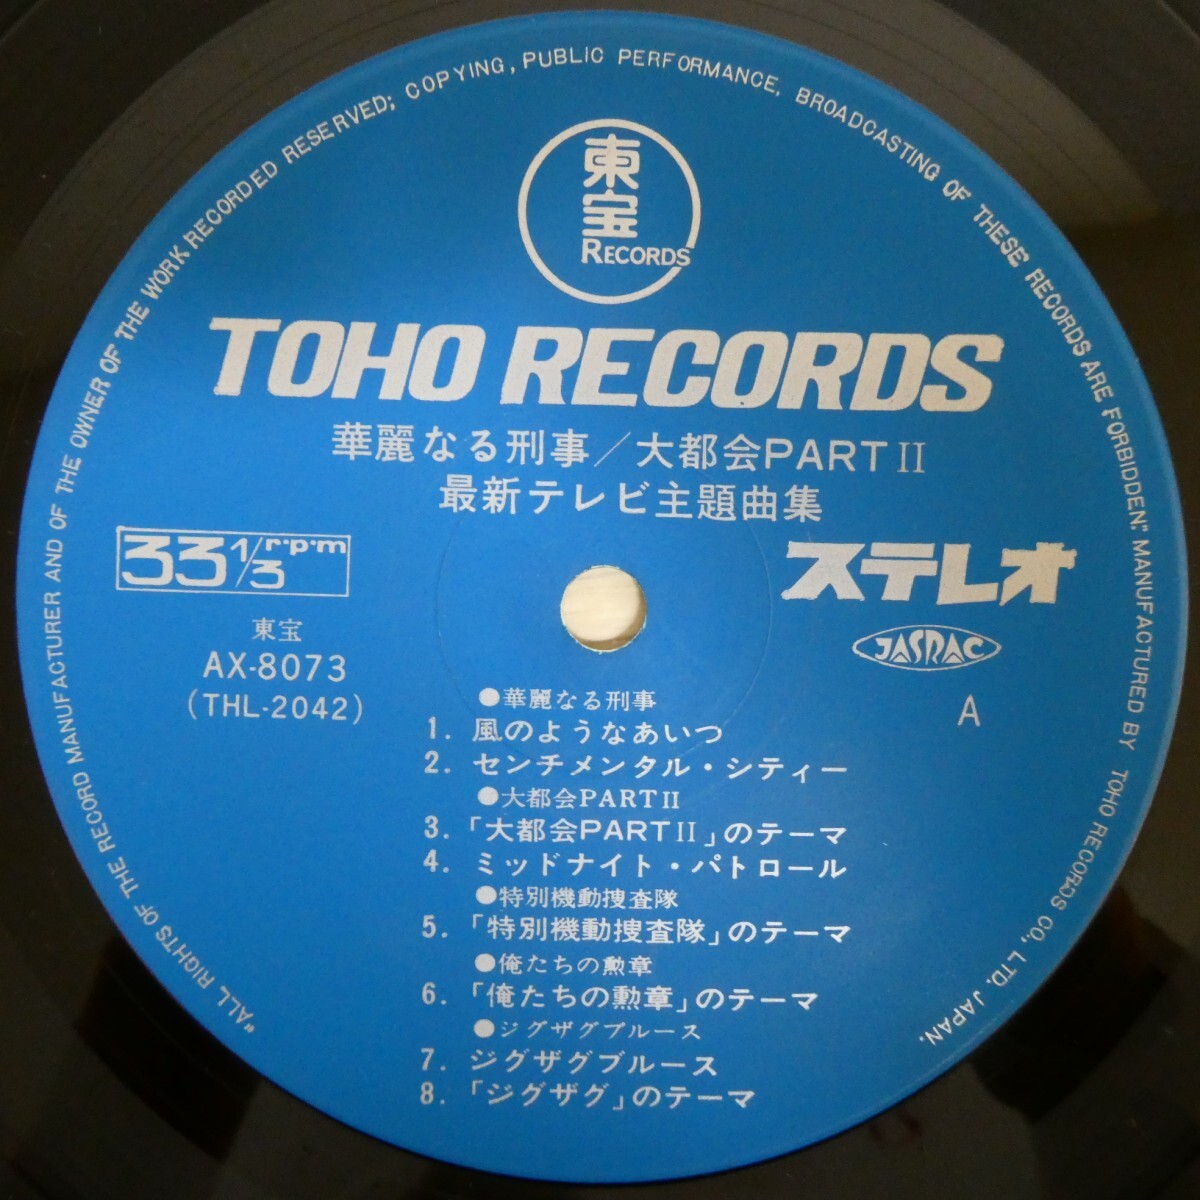 "ALL RIGHTS OF THE RECORD MANUFACTURER AND OF THE OWNER OF THE WORK RECORDED RESERVED; COPYING, PUBLIC PERFORMANCE, BROADCASTING OF THESE RECORDS ARE FORBIDDEN." MANUFACTURED BY TOHO RECORDS CO., LTD. JAPAN.
東宝
RECORDS
TOHO RECORDS
華麗なる刑事／大都会PART II
最新テレビ主題曲集
33 1/3 r.p.m
ステレオ
東宝
AX-8073
(THL-2042)
JASRAC
A
●華麗なる刑事
1. 風のようなあいつ
2. センチメンタル・シティー
●大都会PART II
3. 「大都会PART II」のテーマ
4. ミッドナイト・パトロール
●特別機動捜査隊
5. 「特別機動捜査隊」のテーマ
●俺たちの勲章
6. 「俺たちの勲章」のテーマ
●ジグザグブルース
7. ジグザグブルース
8. 「ジグザグ」のテーマ